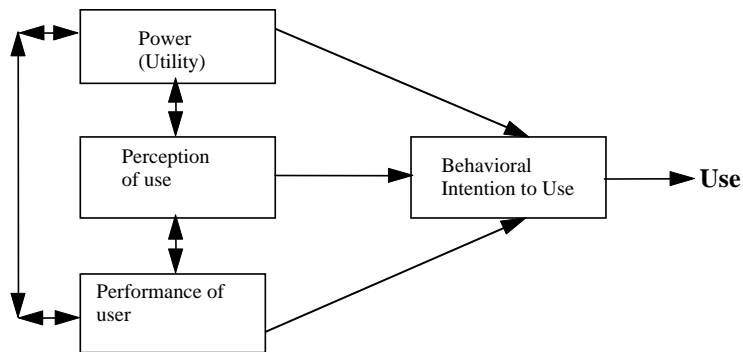 Power
(Utility)
Perception
of use
Behavioral
Intention to Use
Use
Performance of
user